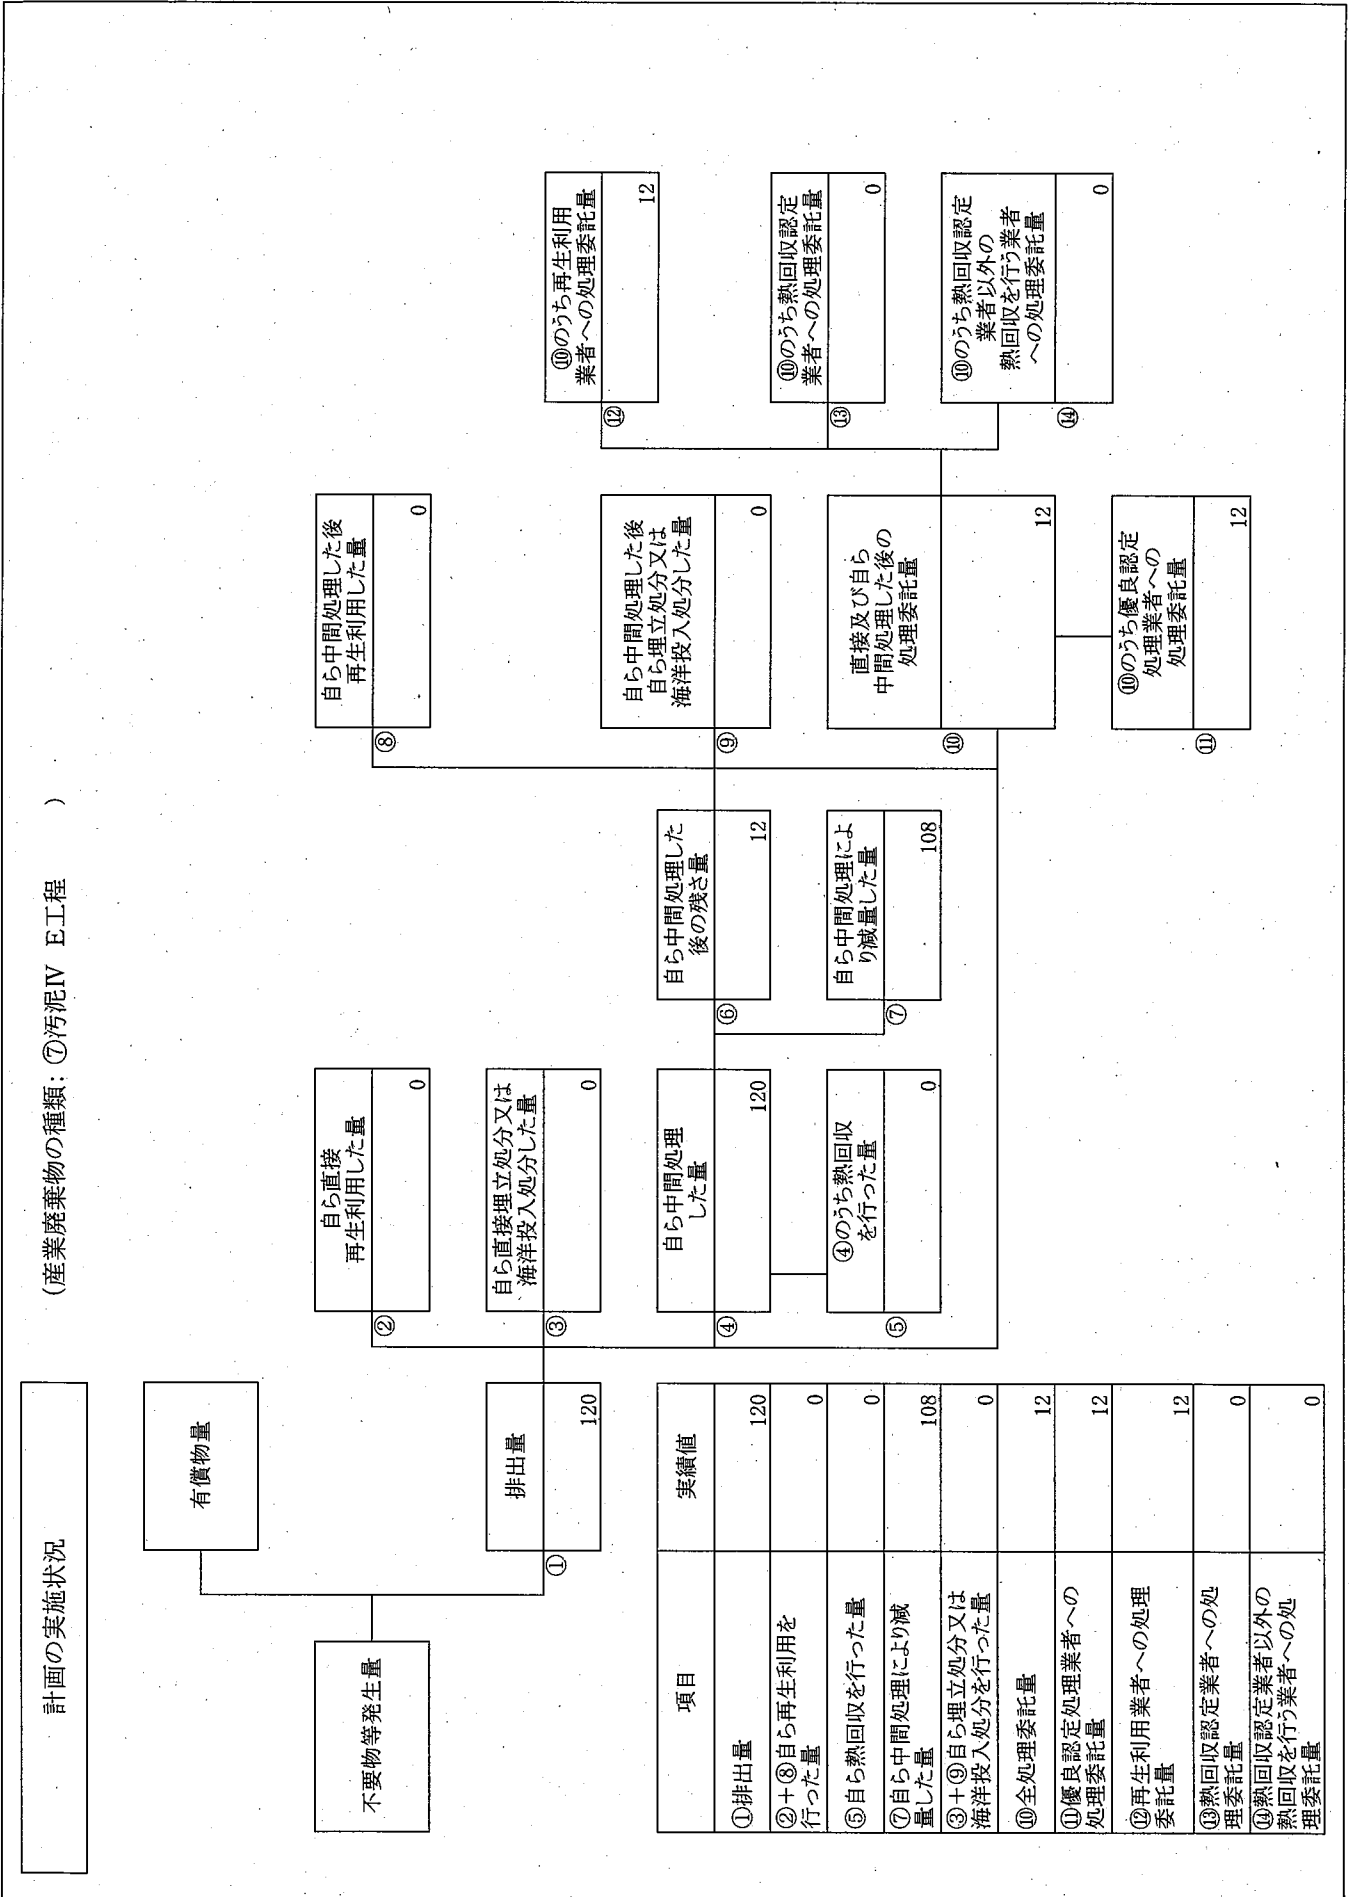 計画の実施状況
(産業廃棄物の種類：⑦汚泥Ⅳ E工程 )
不要物等発生量
有償物量
①
排出量
120
②
自ら直接
再生利用した量
0
③
自ら直接埋立処分又は
海洋投入処分した量
0
④
自ら中間処理
した量
120
⑤
④のうち熱回収
を行った量
0
⑥
自ら中間処理した
後の残さ量
12
⑦
自ら中間処理によ
り減量した量
108
⑧
自ら中間処理した後
再生利用した量
0
⑨
自ら中間処理した後
自ら埋立処分又は
海洋投入処分した量
0
⑩
直接及び自ら
中間処理した後の
処理委託量
12
⑪
⑩のうち優良認定
処理業者への
処理委託量
12
⑫
⑩のうち再生利用
業者への処理委託量
12
⑬
⑩のうち熱回収認定
業者への処理委託量
0
⑭
⑩のうち熱回収認定
業者以外の
熱回収を行う業者
への処理委託量
0
項目 実績値
①排出量 120
②+⑧自ら再生利用を
行った量 0
⑤自ら熱回収を行った量 0
⑦自ら中間処理により減
量した量 108
③+⑨自ら埋立処分又は
海洋投入処分を行った量 0
⑩全処理委託量 12
⑪優良認定処理業者への
処理委託量 12
⑫再生利用業者への処理
委託量 12
⑬熱回収認定業者への処
理委託量 0
⑭熱回収認定業者以外の
熱回収を行う業者への処
理委託量 0